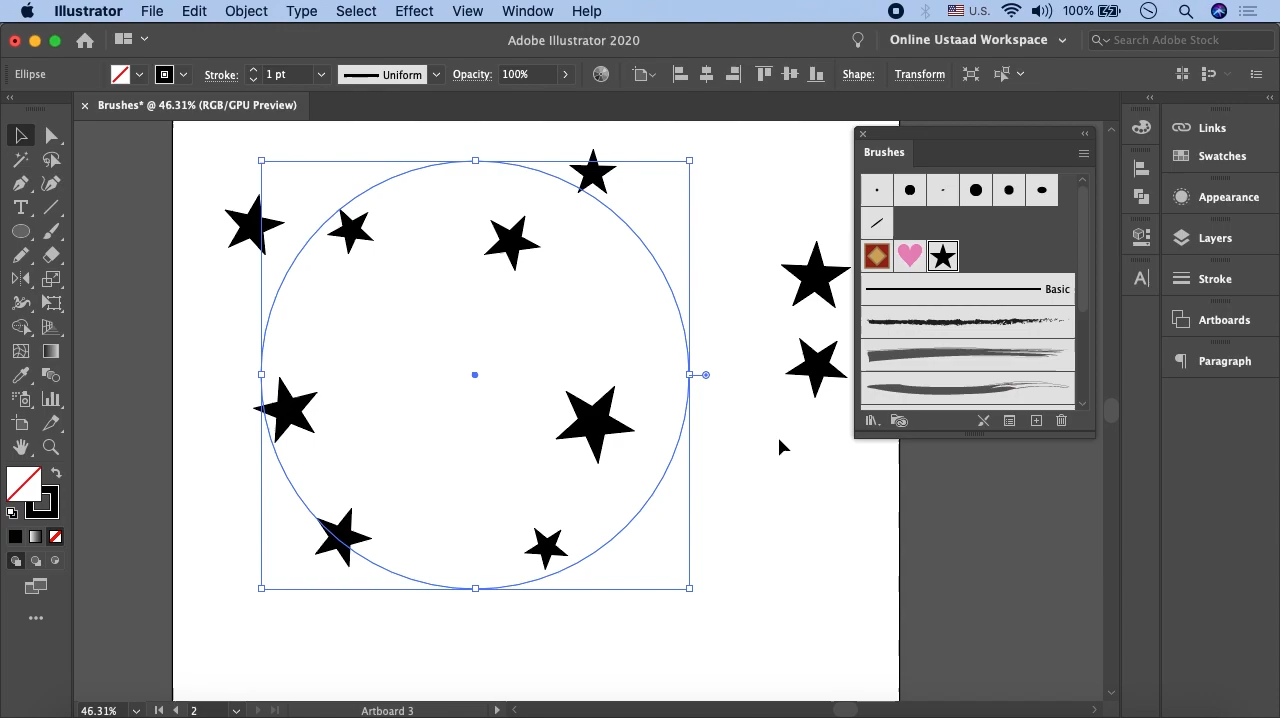 Illustrator File Edit Object Type Select Effect View Window Help U.S. 100%
Adobe Illustrator 2020
Online Ustaad Workspace
Search Adobe Stock
Ellipse Stroke: 1 pt Uniform Opacity: 100% Shape: Transform
Brushes* @ 46.31% (RGB/GPU Preview)
Brushes
Basic
Links
Swatches
Appearance
Layers
Stroke
Artboards
Paragraph
46.31% 2 Artboard 3